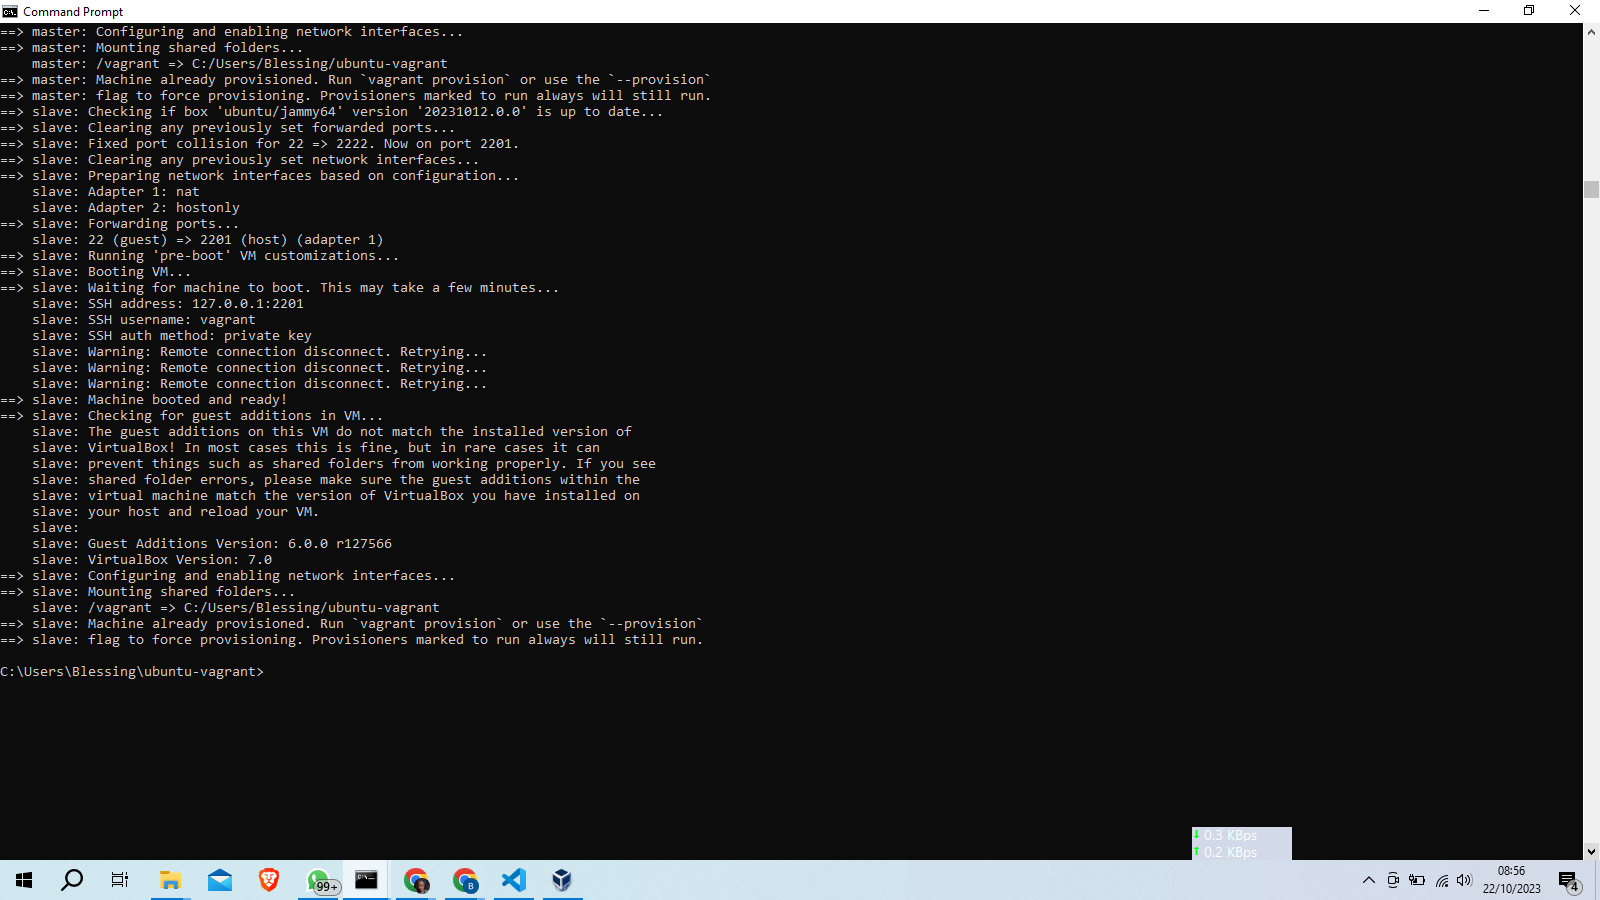 Command Prompt
==> master: Configuring and enabling network interfaces...
==> master: Mounting shared folders...
    master: /vagrant => C:/Users/Blessing/ubuntu-vagrant
==> master: Machine already provisioned. Run `vagrant provision` or use the `--provision`
==> master: flag to force provisioning. Provisioners marked to run always will still run.
==> slave: Checking if box 'ubuntu/jammy64' version '20231012.0.0' is up to date...
==> slave: Clearing any previously set forwarded ports...
==> slave: Fixed port collision for 22 => 2222. Now on port 2201.
==> slave: Clearing any previously set network interfaces...
==> slave: Preparing network interfaces based on configuration...
    slave: Adapter 1: nat
    slave: Adapter 2: hostonly
==> slave: Forwarding ports...
    slave: 22 (guest) => 2201 (host) (adapter 1)
==> slave: Running 'pre-boot' VM customizations...
==> slave: Booting VM...
==> slave: Waiting for machine to boot. This may take a few minutes...
    slave: SSH address: 127.0.0.1:2201
    slave: SSH username: vagrant
    slave: SSH auth method: private key
    slave: Warning: Remote connection disconnect. Retrying...
    slave: Warning: Remote connection disconnect. Retrying...
    slave: Warning: Remote connection disconnect. Retrying...
==> slave: Machine booted and ready!
==> slave: Checking for guest additions in VM...
    slave: The guest additions on this VM do not match the installed version of
    slave: VirtualBox! In most cases this is fine, but in rare cases it can
    slave: prevent things such as shared folders from working properly. If you see
    slave: shared folder errors, please make sure the guest additions within the
    slave: virtual machine match the version of VirtualBox you have installed on
    slave: your host and reload your VM.
    slave:
    slave: Guest Additions Version: 6.0.0 r127566
    slave: VirtualBox Version: 7.0
==> slave: Configuring and enabling network interfaces...
==> slave: Mounting shared folders...
    slave: /vagrant => C:/Users/Blessing/ubuntu-vagrant
==> slave: Machine already provisioned. Run `vagrant provision` or use the `--provision`
==> slave: flag to force provisioning. Provisioners marked to run always will still run.
C:\Users\Blessing\ubuntu-vagrant>
0.3 KBps
0.2 KBps
99+
B
08:56
22/10/2023
4